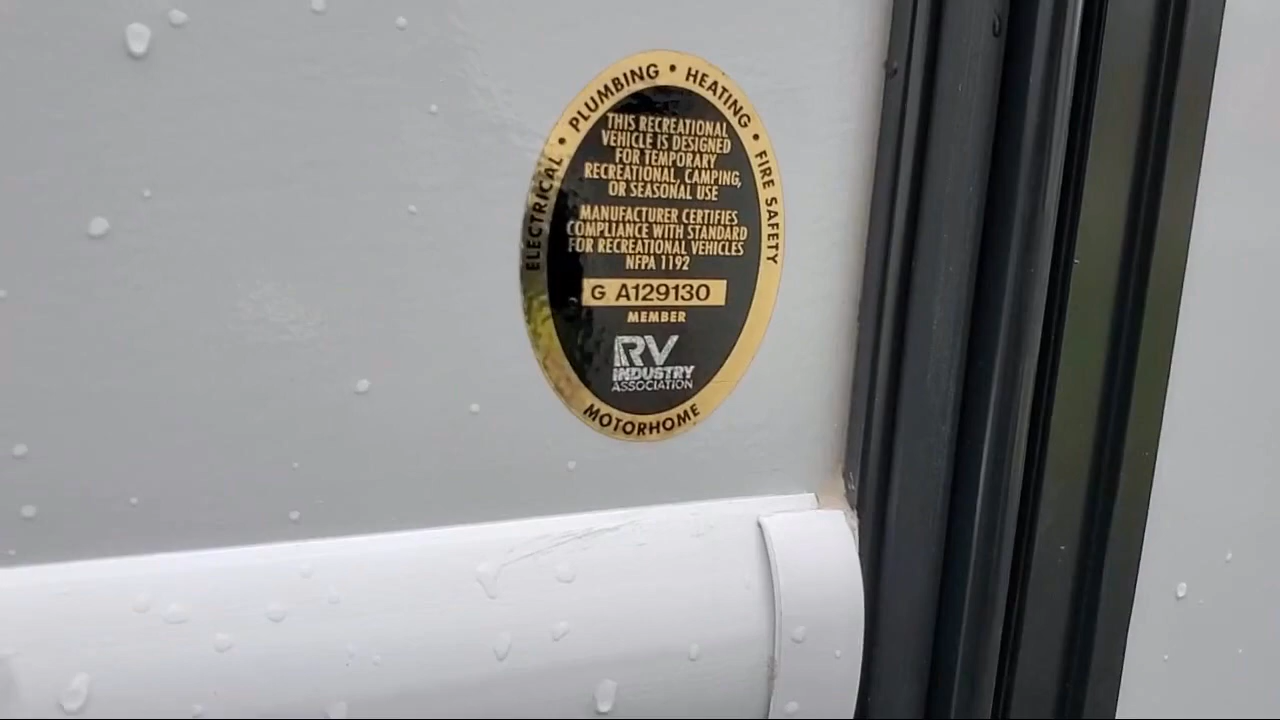 ELECTRICAL • PLUMBING • HEATING • FIRE SAFETY
THIS RECREATIONAL
VEHICLE IS DESIGNED
FOR TEMPORARY
RECREATIONAL, CAMPING,
OR SEASONAL USE
MANUFACTURER CERTIFIES
COMPLIANCE WITH STANDARD
FOR RECREATIONAL VEHICLES
NFPA 1192
G A129130
MEMBER
RV
INDUSTRY
ASSOCIATION
MOTORHOME